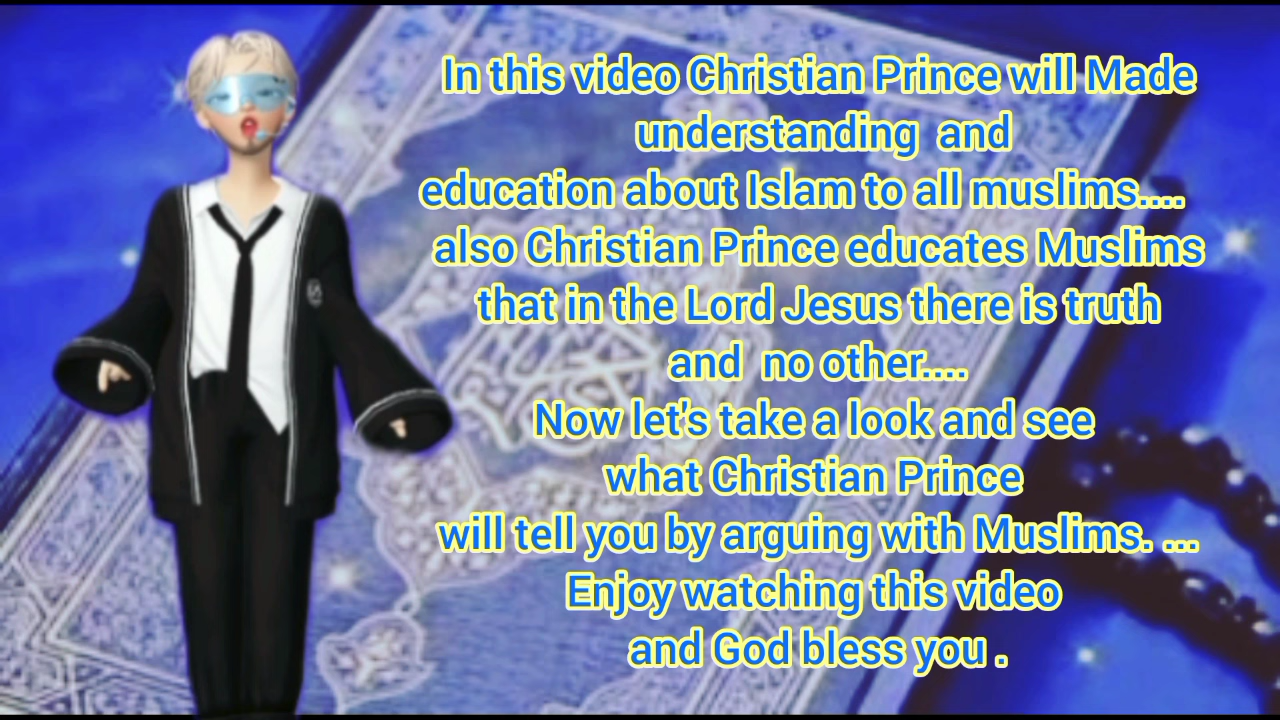 In this video Christian Prince will Made
understanding  and
education about Islam to all muslims....
also Christian Prince educates Muslims
that in the Lord Jesus there is truth
and  no other....
Now let's take a look and see
what Christian Prince
will tell you by arguing with Muslims. ...
Enjoy watching this video
and God bless you .